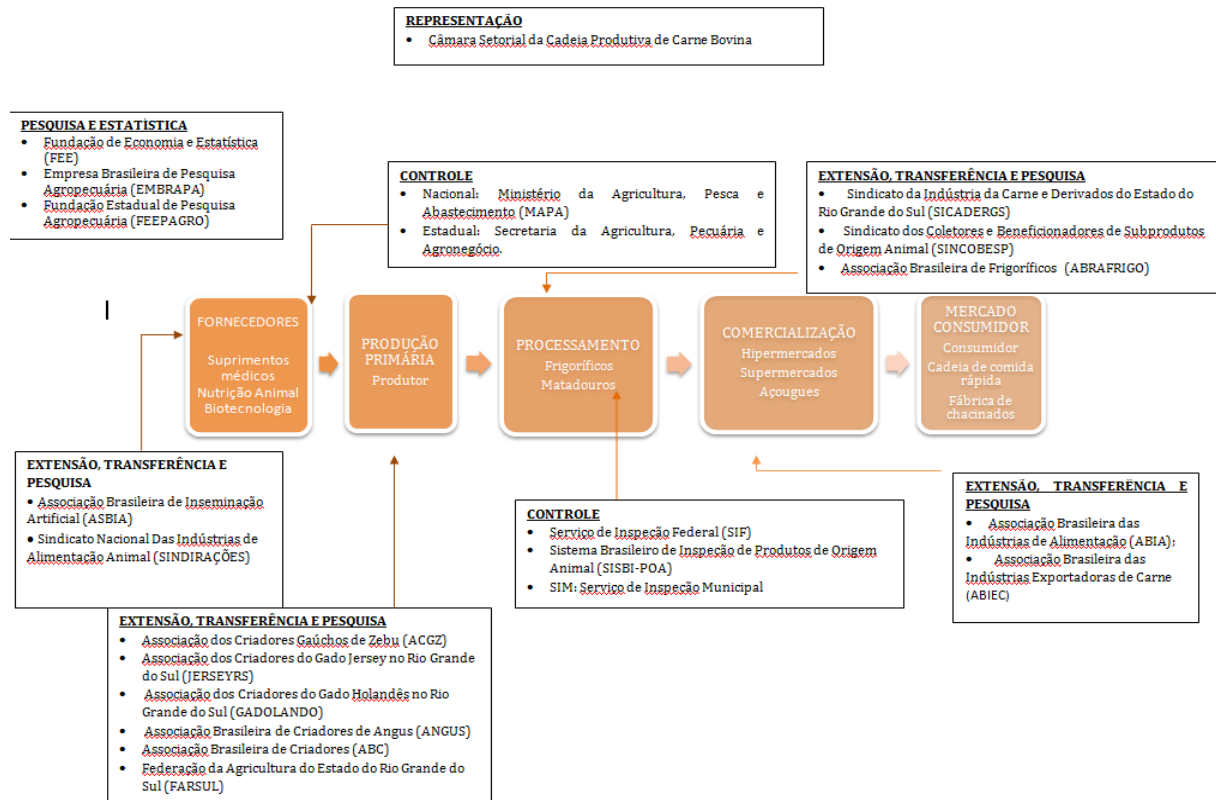 REPRESENTAÇÃO
• Câmara Setorial da Cadeia Produtiva de Carne Bovina
PESQUISA E ESTATÍSTICA
• Fundação de Economia e Estatística
(FEE)
• Empresa Brasileira de Pesquisa
Agropecuária (EMBRAPA)
• Fundação Estadual de Pesquisa
Agropecuária (FEEPAGRO)
CONTROLE
• Nacional: Ministério da Agricultura, Pesca e
Abastecimento (MAPA)
• Estadual: Secretaria da Agricultura, Pecuária e
Agronegócio.
EXTENSÃO, TRANSFERÊNCIA E PESQUISA
• Sindicato da Indústria da Carne e Derivados do Estado do
Rio Grande do Sul (SICADERGS)
• Sindicato dos Coletores e Beneficionadores de Subprodutos
de Origem Animal (SINCOBESP)
• Associação Brasileira de Frigoríficos (ABRAFRIGO)
FORNECEDORES
Suprimentos
médicos
Nutrição Animal
Biotecnologia
PRODUÇÃO
PRIMÁRIA
Produtor
PROCESSAMENTO
Frigoríficos
Matadouros
COMERCIALIZAÇÃO
Hipermercados
Supermercados
Açougues
MERCADO
CONSUMIDOR
Consumidor
Cadeia de comida
rápida
Fábrica de
chacinados
EXTENSÃO, TRANSFERÊNCIA E
PESQUISA
• Associação Brasileira de Inseminação
Artificial (ASBIA)
• Sindicato Nacional Das Indústrias de
Alimentação Animal (SINDIRAÇÕES)
EXTENSÃO, TRANSFERÊNCIA E PESQUISA
• Associação dos Criadores Gaúchos de Zebu (ACGZ)
• Associação dos Criadores do Gado Jersey no Rio Grande
do Sul (JERSEYRS)
• Associação dos Criadores do Gado Holandês no Rio
Grande do Sul (GADOLANDO)
• Associação Brasileira de Criadores de Angus (ANGUS)
• Associação Brasileira de Criadores (ABC)
• Federação da Agricultura do Estado do Rio Grande do
Sul (FARSUL)
CONTROLE
• Serviço de Inspeção Federal (SIF)
• Sistema Brasileiro de Inspeção de Produtos de Origem
Animal (SISBI-POA)
• SIM: Serviço de Inspeção Municipal
EXTENSÃO, TRANSFERÊNCIA E
PESQUISA
• Associação Brasileira das
Indústrias de Alimentação (ABIA);
• Associação Brasileira das
Indústrias Exportadoras de Carne
(ABIEC)